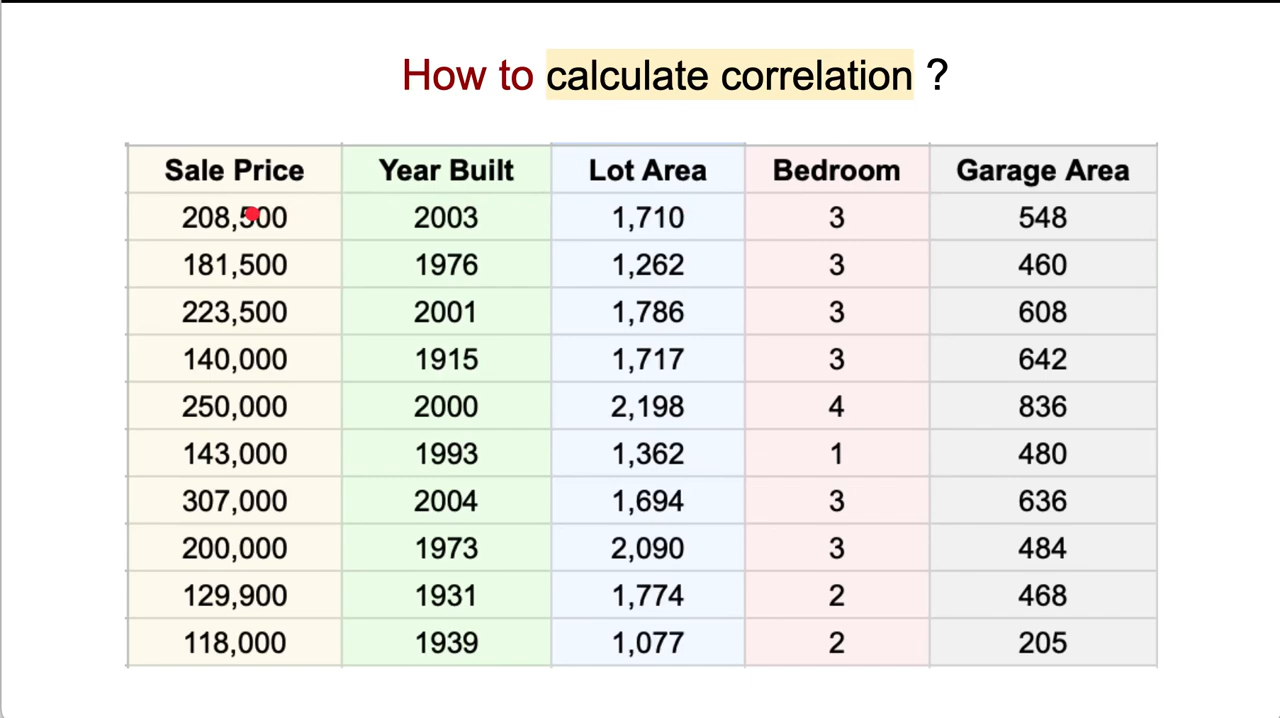 How to calculate correlation ?
Sale Price Year Built Lot Area Bedroom Garage Area
208,500 2003 1,710 3 548
181,500 1976 1,262 3 460
223,500 2001 1,786 3 608
140,000 1915 1,717 3 642
250,000 2000 2,198 4 836
143,000 1993 1,362 1 480
307,000 2004 1,694 3 636
200,000 1973 2,090 3 484
129,900 1931 1,774 2 468
118,000 1939 1,077 2 205